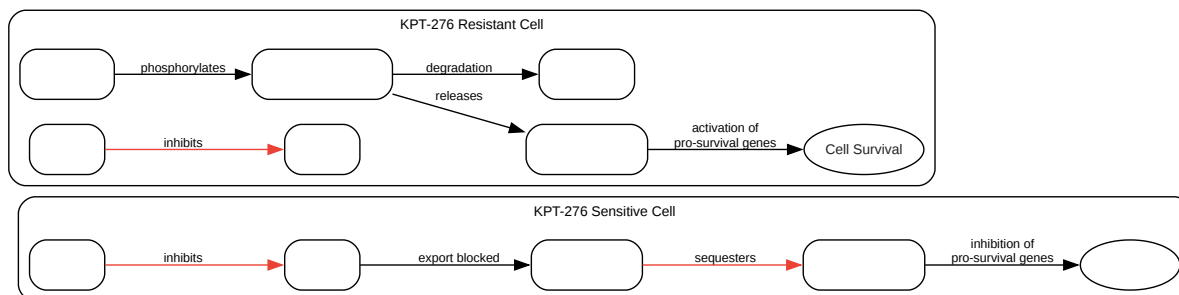 KPT-276 Resistant Cell
phosphorylates
degradation
releases
inhibits
activation of
pro-survival genes
Cell Survival
KPT-276 Sensitive Cell
inhibits
export blocked
sequesters
inhibition of
pro-survival genes